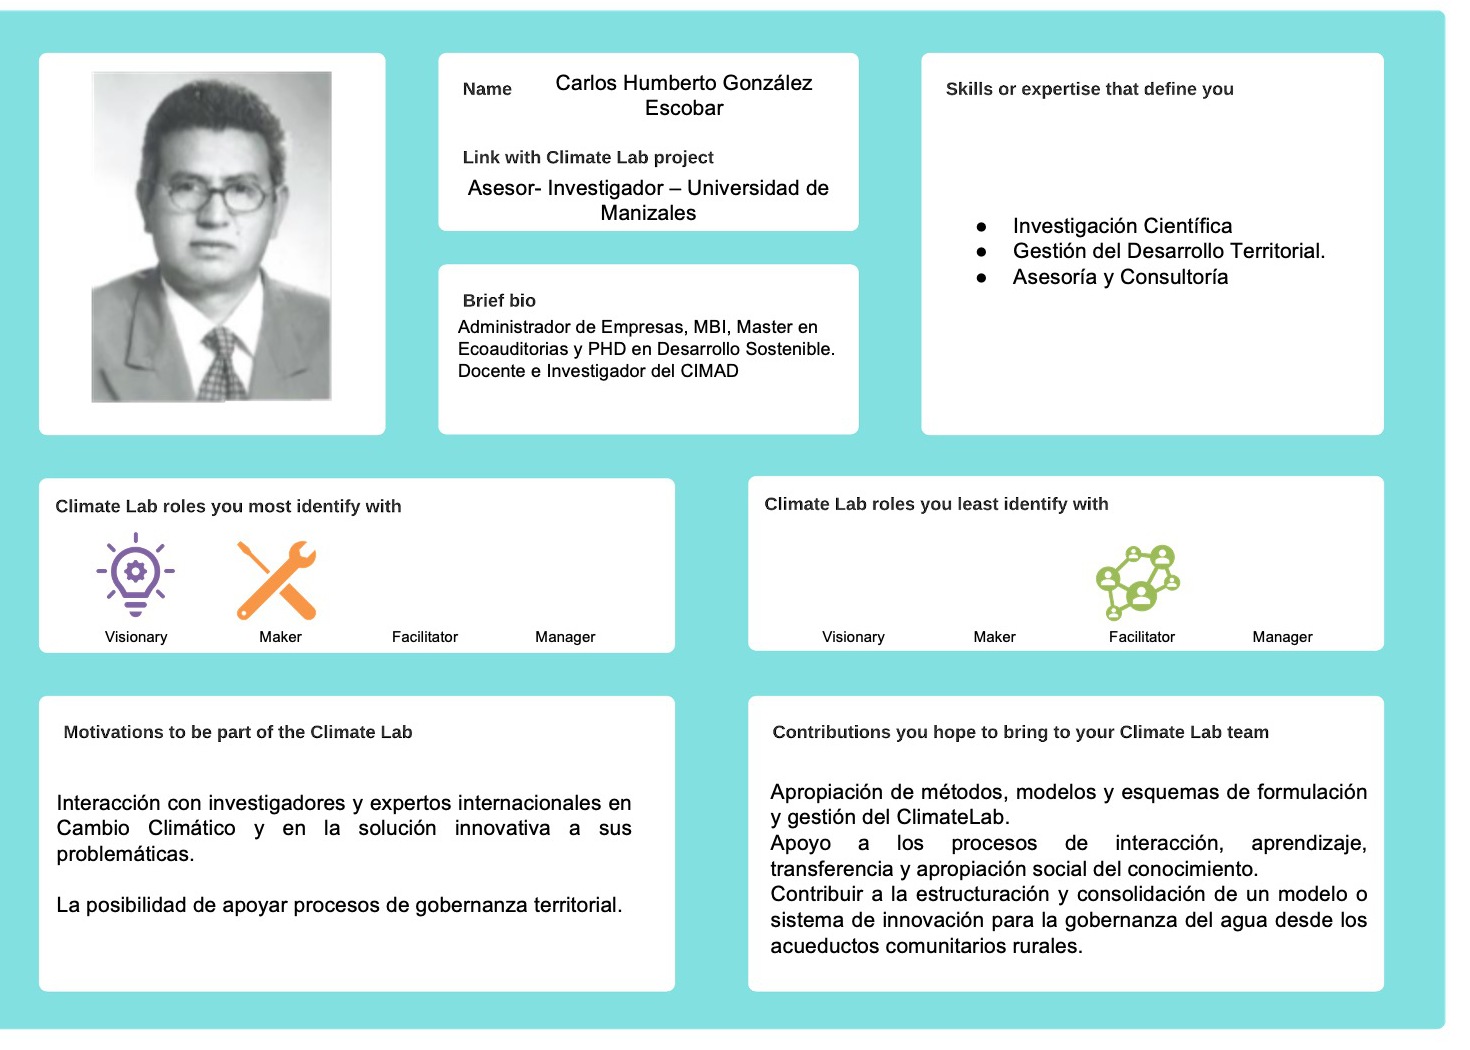 Name
Carlos Humberto González
Escobar
Link with Climate Lab project
Asesor- Investigador – Universidad de
Manizales
Brief bio
Administrador de Empresas, MBI, Master en
Ecoauditorias y PHD en Desarrollo Sostenible.
Docente e Investigador del CIMAD
Skills or expertise that define you
● Investigación Científica
● Gestión del Desarrollo Territorial.
● Asesoría y Consultoría
Climate Lab roles you most identify with
Visionary Maker Facilitator Manager
Climate Lab roles you least identify with
Visionary Maker Facilitator Manager
Motivations to be part of the Climate Lab
Interacción con investigadores y expertos internacionales en
Cambio Climático y en la solución innovativa a sus
problemáticas.
La posibilidad de apoyar procesos de gobernanza territorial.
Contributions you hope to bring to your Climate Lab team
Apropiación de métodos, modelos y esquemas de formulación
y gestión del ClimateLab.
Apoyo a los procesos de interacción, aprendizaje,
transferencia y apropiación social del conocimiento.
Contribuir a la estructuración y consolidación de un modelo o
sistema de innovación para la gobernanza del agua desde los
acueductos comunitarios rurales.